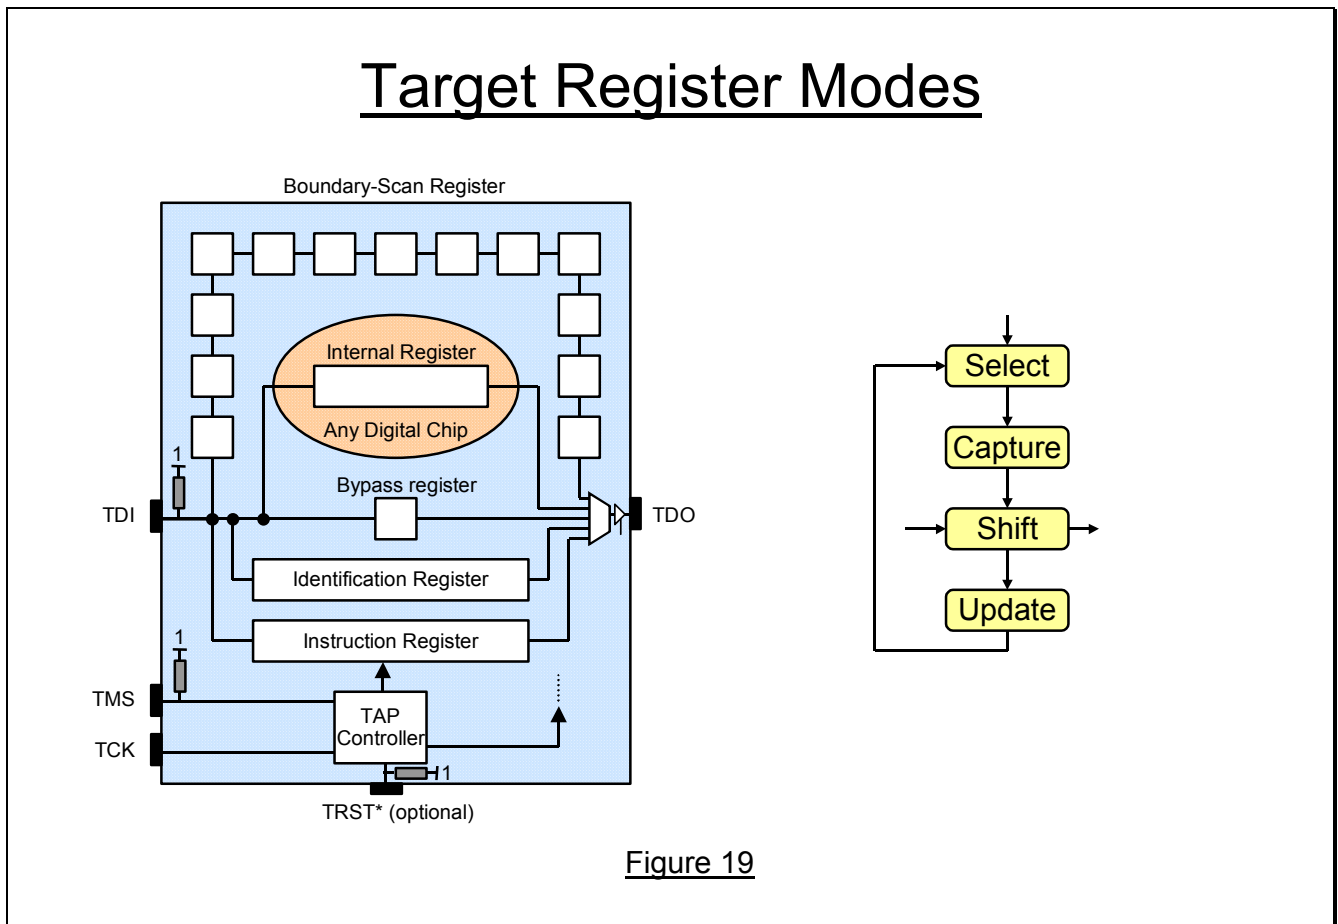 Target Register Modes
Boundary-Scan Register
Internal Register
Any Digital Chip
1
Bypass register
TDI
TDO
Identification Register
Instruction Register
1
TMS
TAP
Controller
TCK
1
TRST* (optional)
Select
Capture
Shift
Update
Figure 19